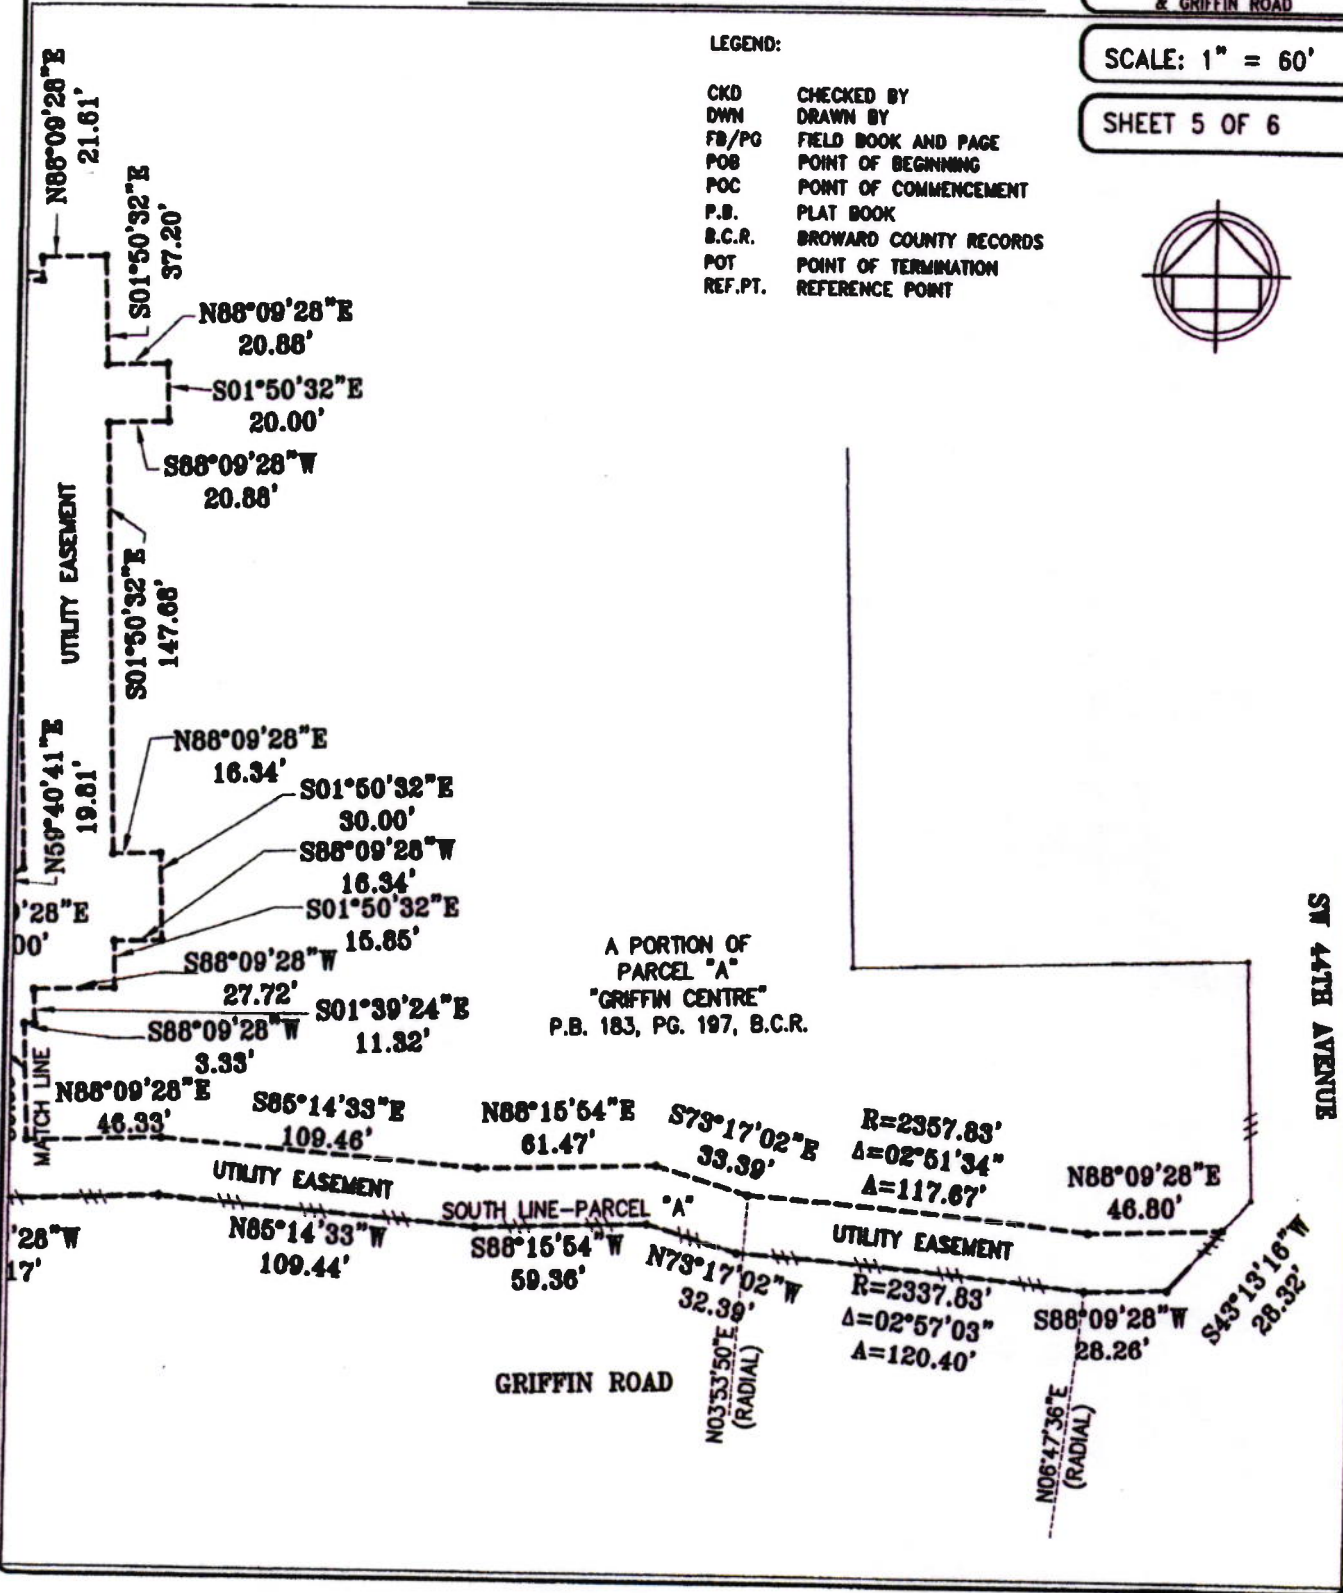 & GRIFFIN ROAD
SCALE: 1" = 60'
SHEET 5 OF 6
LEGEND:
CKD CHECKED BY
DWN DRAWN BY
FB/PG FIELD BOOK AND PAGE
POB POINT OF BEGINNING
POC POINT OF COMMENCEMENT
P.B. PLAT BOOK
B.C.R. BROWARD COUNTY RECORDS
POT POINT OF TERMINATION
REF.PT. REFERENCE POINT
N88°09'28"E
21.61'
S01°50'32"E
37.20'
N88°09'28"E
20.88'
S01°50'32"E
20.00'
S88°09'28"W
20.88'
UTILITY EASEMENT
S01°50'32"E
147.68'
N59°40'41"E
19.81'
N88°09'28"E
16.34'
S01°50'32"E
30.00'
S88°09'28"W
16.34'
S01°50'32"E
15.85'
'28"E
00'
S88°09'28"W
27.72'
S01°39'24"E
11.32'
S88°09'28"W
3.33'
MATCH LINE
A PORTION OF
PARCEL "A"
"GRIFFIN CENTRE"
P.B. 183, PG. 197, B.C.R.
SW 44TH AVENUE
N88°09'28"E
46.33'
S85°14'33"E
109.46'
N88°15'54"E
61.47'
S73°17'02"E
33.39'
R=2357.83'
Δ=02°51'34"
A=117.67'
N88°09'28"E
46.80'
UTILITY EASEMENT
SOUTH LINE-PARCEL "A"
UTILITY EASEMENT
'28"W
17'
N85°14'33"W
109.44'
S88°15'54"W
59.36'
N73°17'02"W
32.39'
R=2337.83'
Δ=02°57'03"
A=120.40'
S88°09'28"W
28.26'
S43°13'16"W
28.32'
GRIFFIN ROAD
N03°53'50"E
(RADIAL)
N06°47'36"E
(RADIAL)